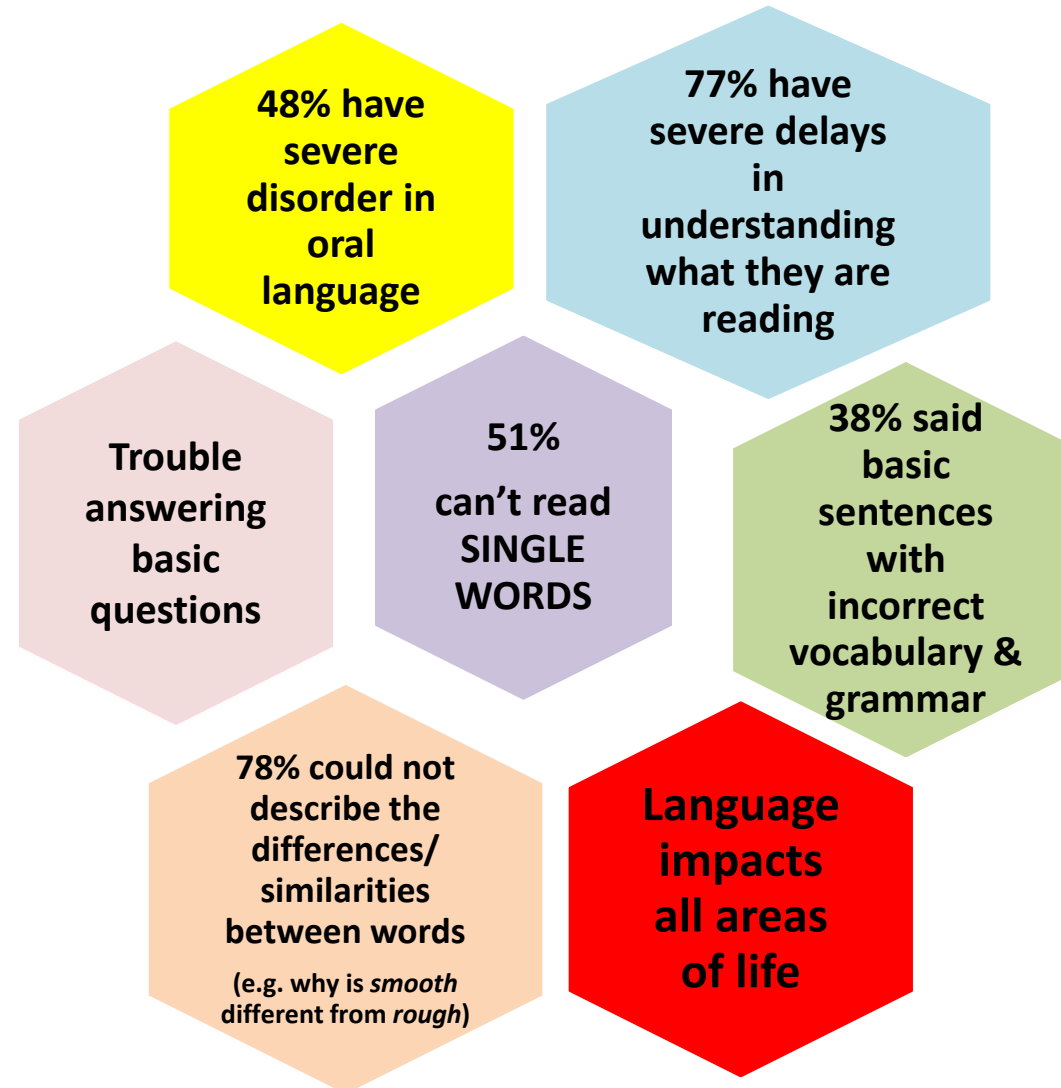 48% have
severe
disorder in
oral
language
77% have
severe delays
in
understanding
what they are
reading
Trouble
answering
basic
questions
51%
can’t read
SINGLE
WORDS
38% said
basic
sentences
with
incorrect
vocabulary &
grammar
78% could not
describe the
differences/
similarities
between words
(e.g. why is smooth
different from rough)
Language
impacts
all areas
of life